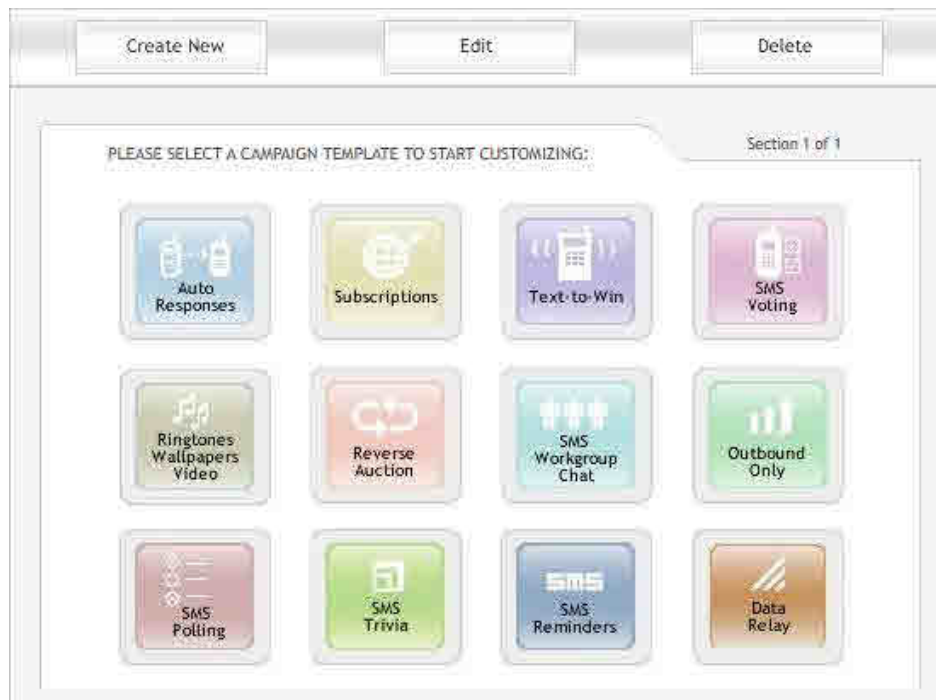 Create New
Edit
Delete
Section 1 of 1
PLEASE SELECT A CAMPAIGN TEMPLATE TO START CUSTOMIZING:
Auto
Responses
Subscriptions
Text-to-Win
SMS
Voting
Ringtones
Wallpapers
Video
Reverse
Auction
SMS
Workgroup
Chat
Outbound
Only
SMS
Polling
SMS
Trivia
sms
SMS
Reminders
Data
Relay